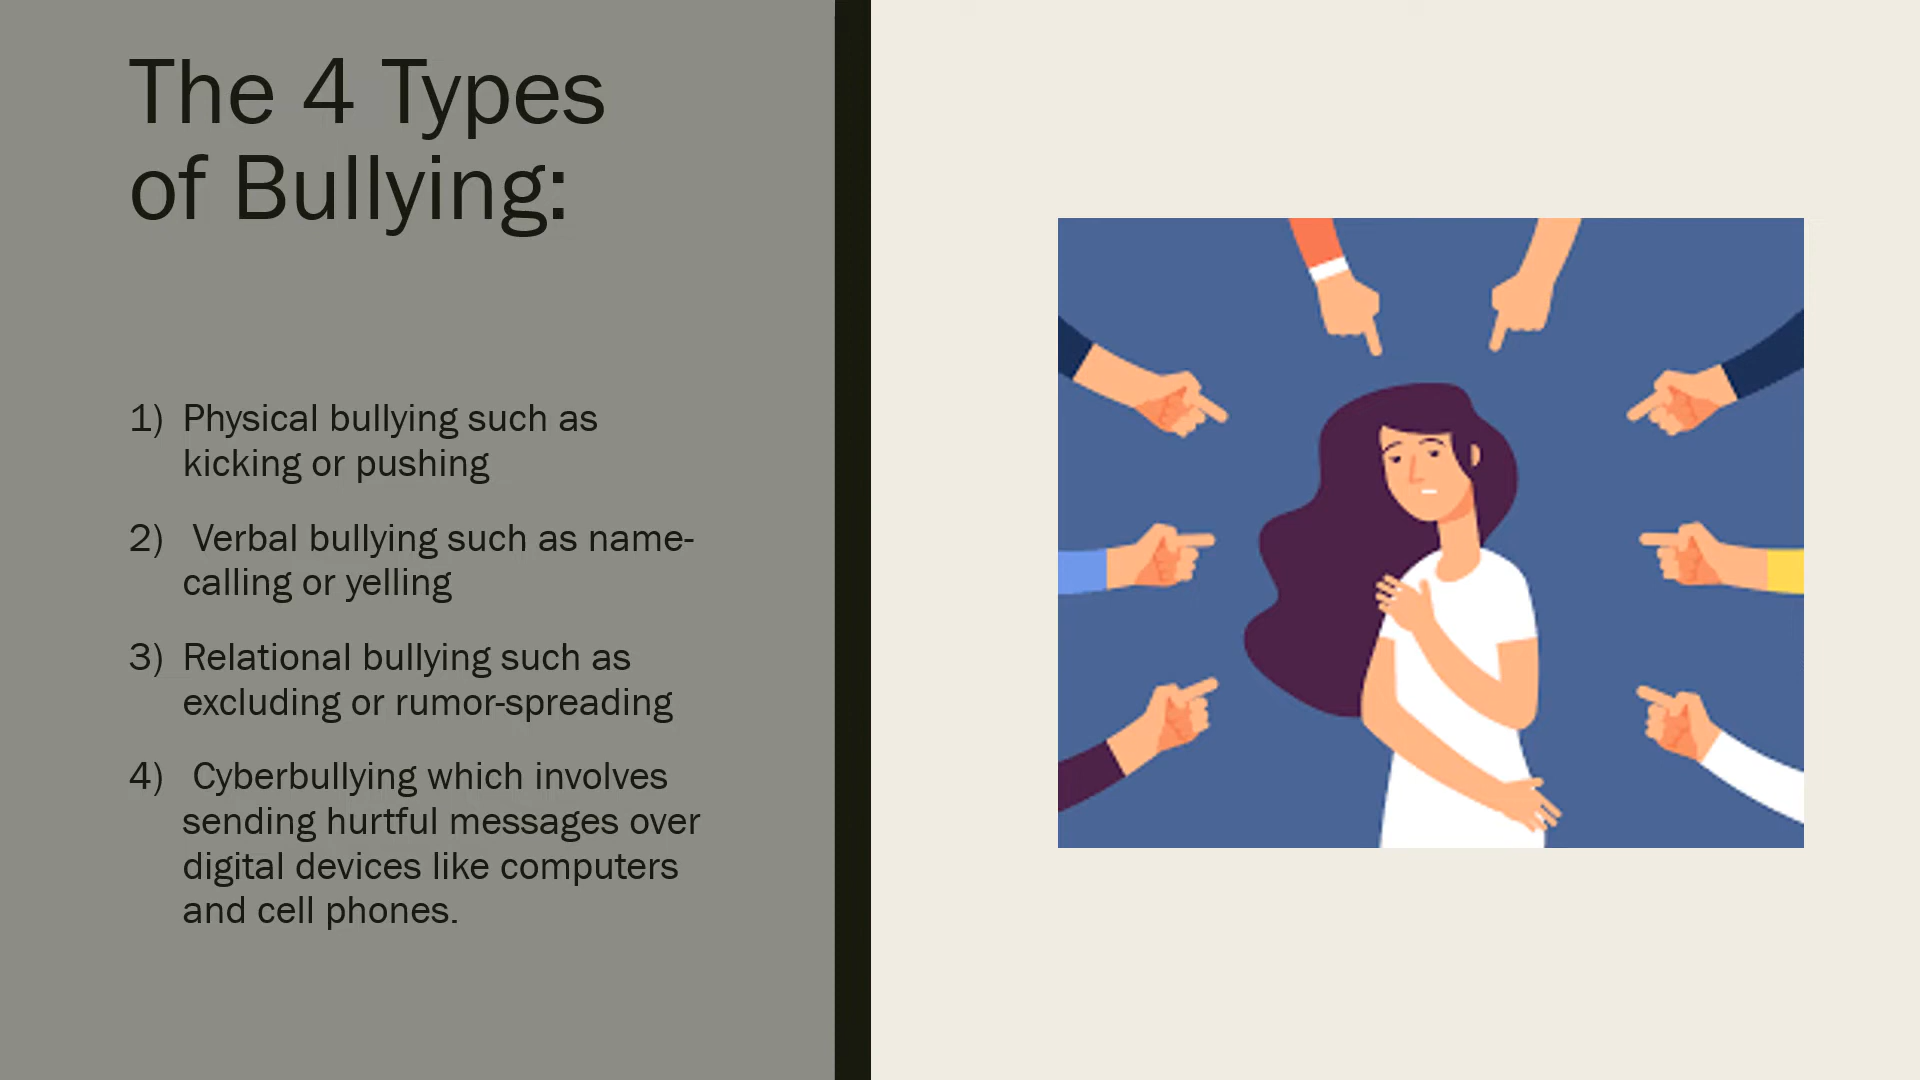 The 4 Types
of Bullying:
1) Physical bullying such as
kicking or pushing
2) Verbal bullying such as name-
calling or yelling
3) Relational bullying such as
excluding or rumor-spreading
4) Cyberbullying which involves
sending hurtful messages over
digital devices like computers
and cell phones.